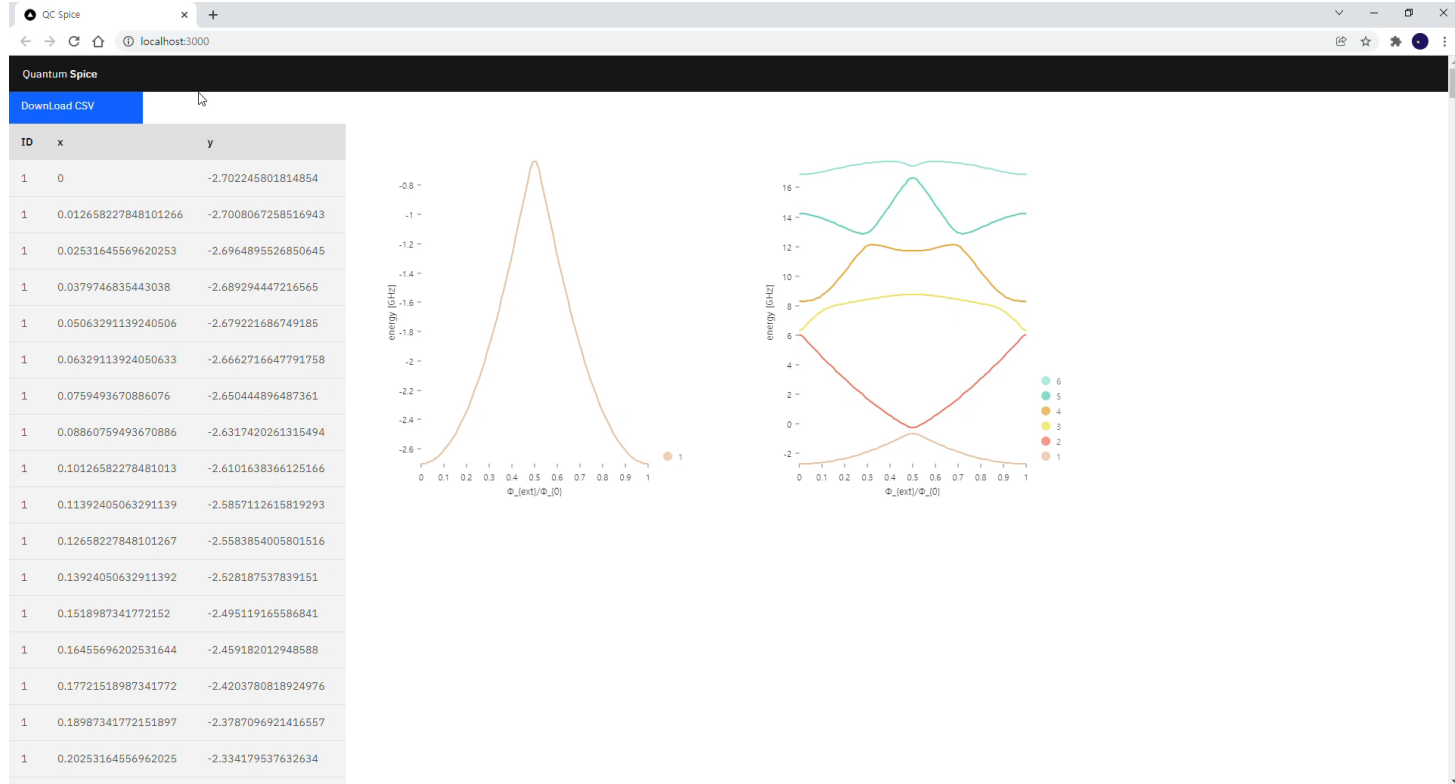 QC Spice
localhost:3000
Quantum Spice
DownLoad CSV
ID x y
1 0 -2.702245801814854
1 0.012658227848101266 -2.7008067258516943
1 0.02531645569620253 -2.6964895526850645
1 0.0379746835443038 -2.689294447216565
1 0.05063291139240506 -2.679221686749185
1 0.06329113924050633 -2.6662716647791758
1 0.0759493670886076 -2.650444896487361
1 0.08860759493670886 -2.6317420261315494
1 0.10126582278481013 -2.6101638366125166
1 0.11392405063291139 -2.5857112615819293
1 0.12658227848101267 -2.5583854005801516
1 0.13924050632911392 -2.528187537839151
1 0.1518987341772152 -2.495119165586841
1 0.16455696202531644 -2.459182012948588
1 0.17721518987341772 -2.4203780818924976
1 0.18987341772151897 -2.3787096921416557
1 0.20253164556962025 -2.334179537632634
energy [GHz]
-0.8
-1
-1.2
-1.4
-1.6
-1.8
-2
-2.2
-2.4
-2.6
0 0.1 0.2 0.3 0.4 0.5 0.6 0.7 0.8 0.9 1
Φ_{ext}/Φ_{0}
1
energy [GHz]
16
14
12
10
8
6
4
2
0
-2
0 0.1 0.2 0.3 0.4 0.5 0.6 0.7 0.8 0.9 1
Φ_{ext}/Φ_{0}
6
5
4
3
2
1